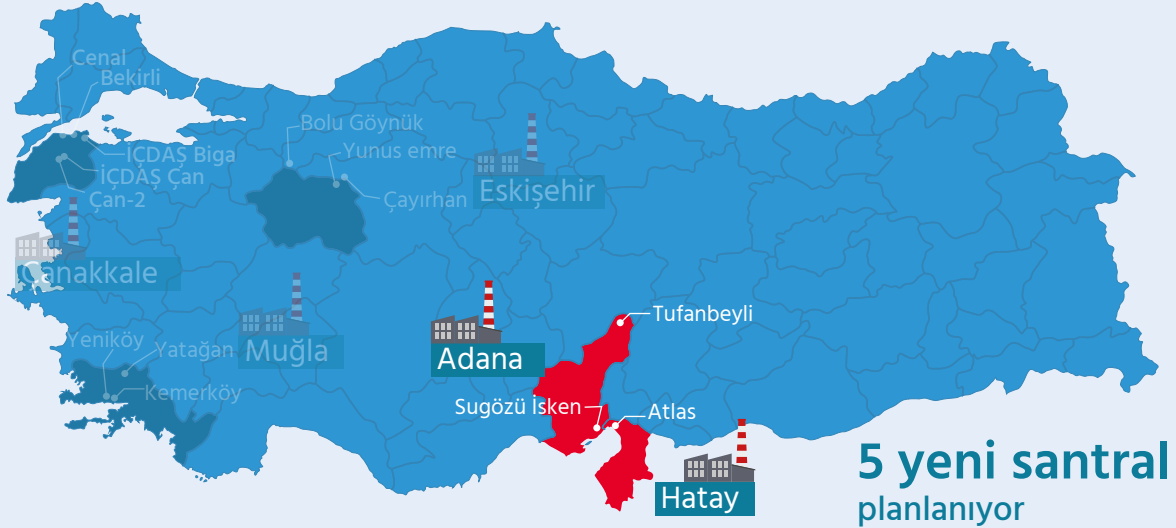 Cenal
Bekirli
İÇDAŞ Biga
İÇDAŞ Çan
Çan-2
Çanakkale
Bolu Göynük
Yunus emre
Çayırhan
Eskişehir
Yeniköy
Yatağan
Kemerköy
Muğla
Adana
Tufanbeyli
Sugözü İsken
Atlas
Hatay
5 yeni santral
planlanıyor